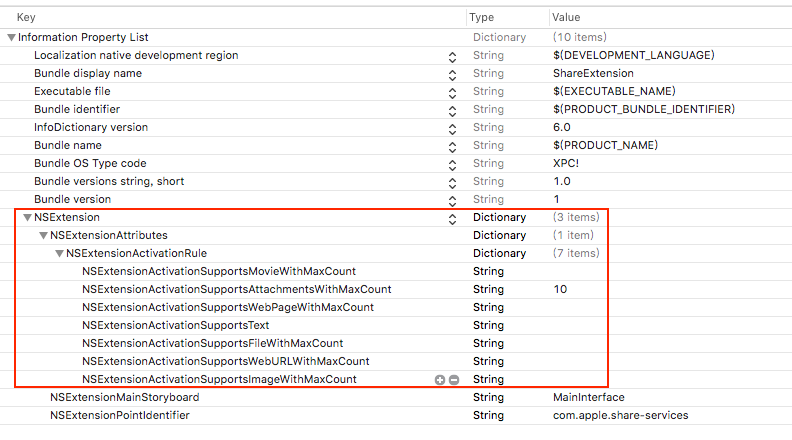 Key Type Value
Information Property List Dictionary (10 items)
Localization native development region String $(DEVELOPMENT_LANGUAGE)
Bundle display name String ShareExtension
Executable file String $(EXECUTABLE_NAME)
Bundle identifier String $(PRODUCT_BUNDLE_IDENTIFIER)
InfoDictionary version String 6.0
Bundle name String $(PRODUCT_NAME)
Bundle OS Type code String XPC!
Bundle versions string, short String 1.0
Bundle version String 1
NSExtension Dictionary (3 items)
NSExtensionAttributes Dictionary (1 item)
NSExtensionActivationRule Dictionary (7 items)
NSExtensionActivationSupportsMovieWithMaxCount String
NSExtensionActivationSupportsAttachmentsWithMaxCount String 10
NSExtensionActivationSupportsWebPageWithMaxCount String
NSExtensionActivationSupportsText String
NSExtensionActivationSupportsFileWithMaxCount String
NSExtensionActivationSupportsWebURLWithMaxCount String
NSExtensionActivationSupportsImageWithMaxCount String
NSExtensionMainStoryboard String MainInterface
NSExtensionPointIdentifier String com.apple.share-services